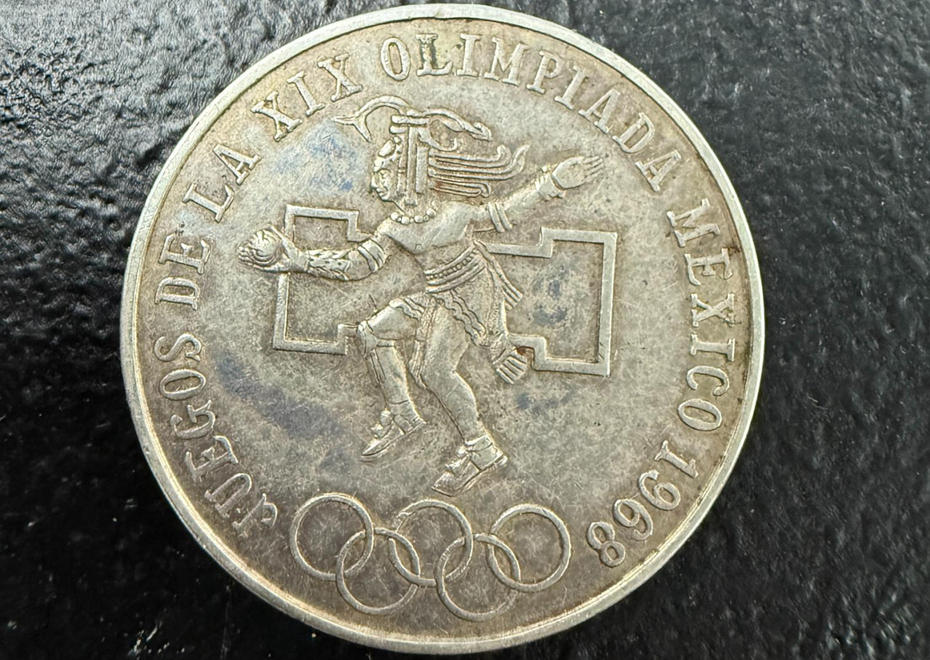 JUEGOS DE LA XIX OLIMPIADA MEXICO 1968